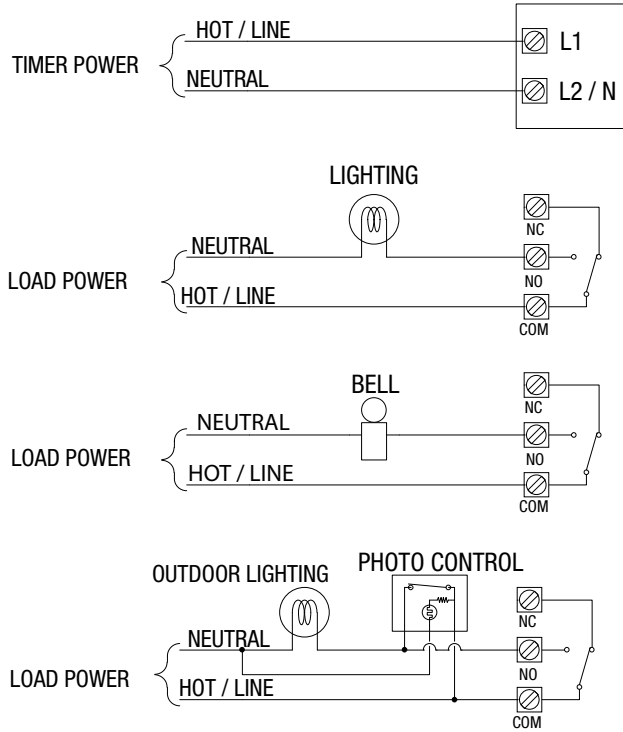 HOT / LINE
L1
TIMER POWER
NEUTRAL
L2 / N
LIGHTING
NC
NEUTRAL
LOAD POWER
NO
HOT / LINE
COM
BELL
NC
NEUTRAL
LOAD POWER
NO
HOT / LINE
COM
PHOTO CONTROL
OUTDOOR LIGHTING
NC
NEUTRAL
LOAD POWER
NO
HOT / LINE
COM